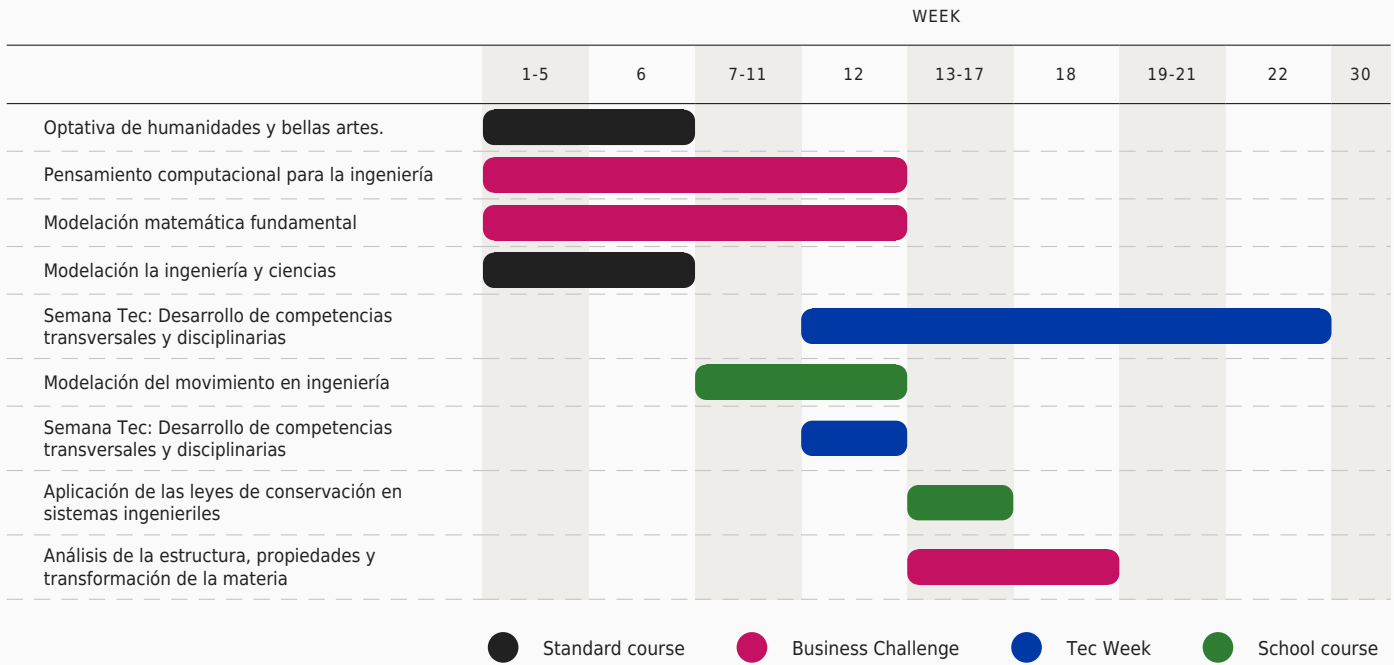 WEEK
1-5 6 7-11 12 13-17 18 19-21 22 30
Optativa de humanidades y bellas artes.
Pensamiento computacional para la ingeniería
Modelación matemática fundamental
Modelación la ingeniería y ciencias
Semana Tec: Desarrollo de competencias
transversales y disciplinarias
Modelación del movimiento en ingeniería
Semana Tec: Desarrollo de competencias
transversales y disciplinarias
Aplicación de las leyes de conservación en
sistemas ingenieriles
Análisis de la estructura, propiedades y
transformación de la materia
Standard course Business Challenge Tec Week School course